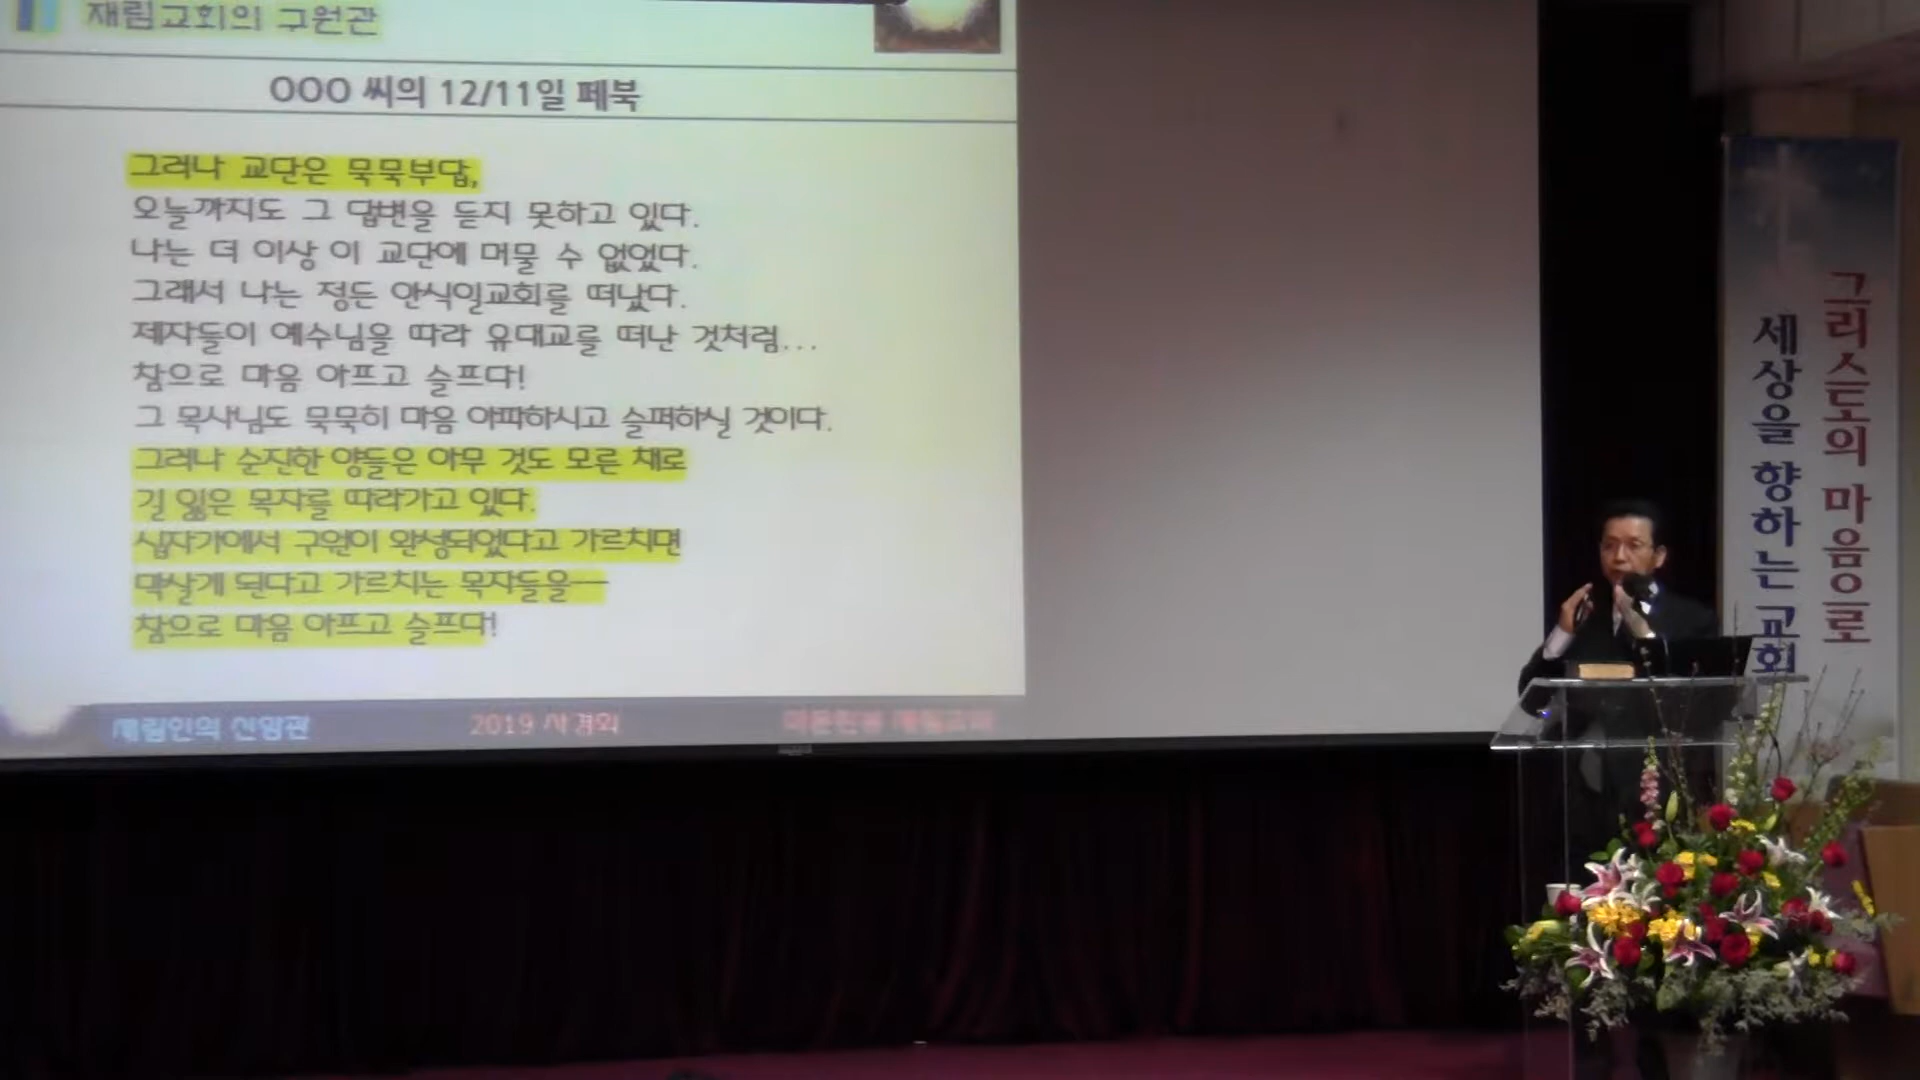 재림교회의 구원관
OOO 씨의 12/11일 페북
그러나 교단은 묵묵부답,
오늘까지도 그 답변을 듣지 못하고 있다.
나는 더 이상 이 교단에 머물 수 없었다.
그래서 나는 정든 안식일교회를 떠났다.
제자들이 예수님을 따라 유대교를 떠난 것처럼...
참으로 마음 아프고 슬프다!
그 목사님도 묵묵히 마음 아파하시고 슬퍼하실 것이다.
그러나 순진한 양들은 아무 것도 모른 채로
길 잃은 목자를 따라가고 있다.
십자가에서 구원이 완성되었다고 가르치면
막살게 된다고 가르치는 목자들을—
참으로 마음 아프고 슬프다!
재림인의 신앙관
2019 사경회
그리스도의 마음으로
세상을 향하는 교회